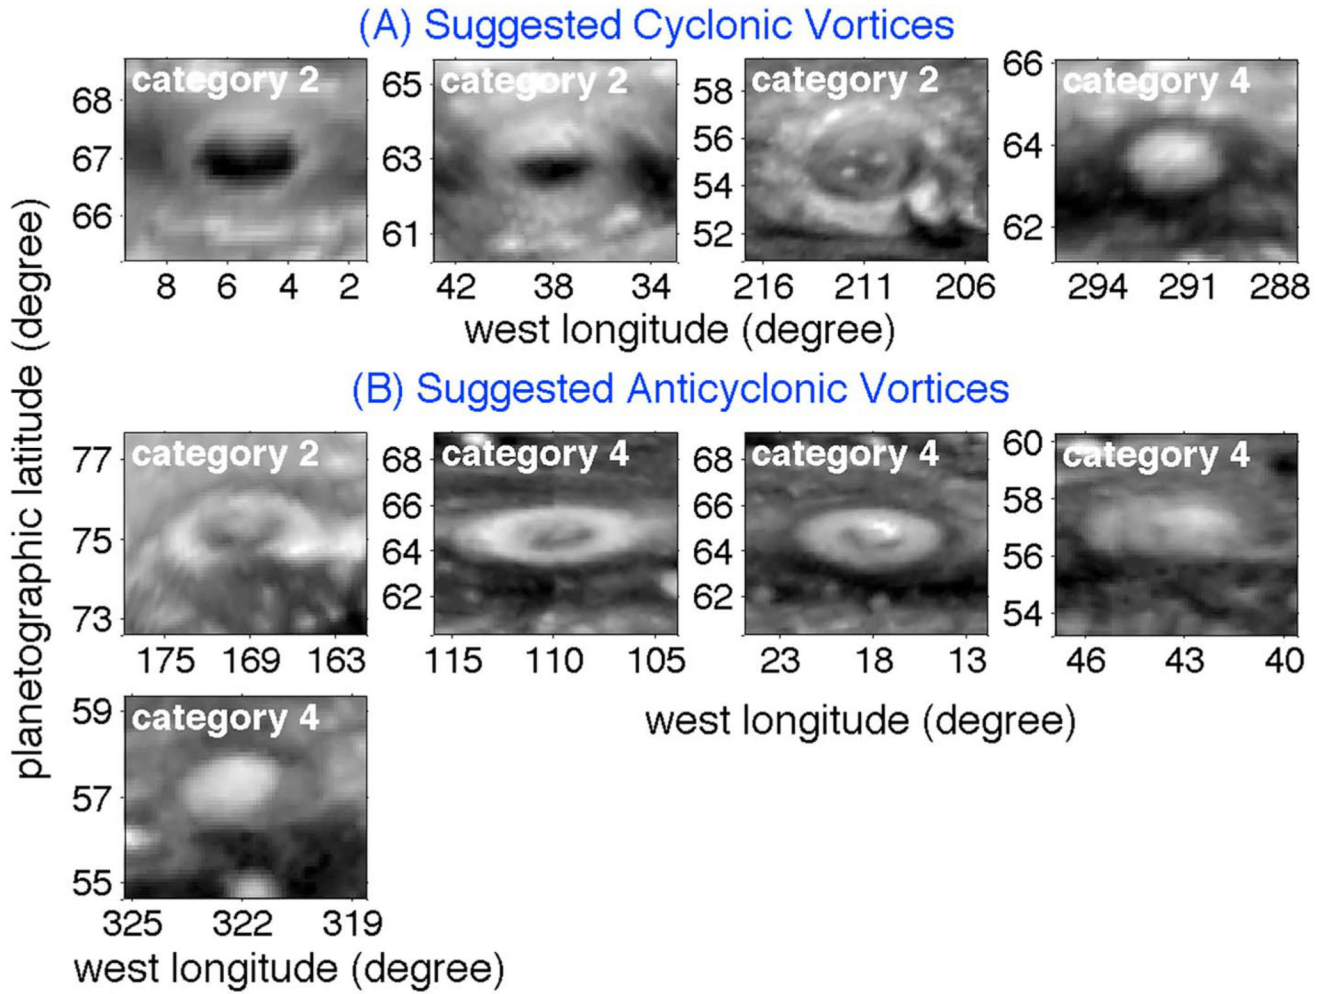 (A) Suggested Cyclonic Vortices
category 2
68
67
66
8 6 4 2
category 2
65
63
61
42 38 34
category 2
58
56
54
52
216 211 206
category 4
66
64
62
294 291 288
west longitude (degree)
planetographic latitude (degree)
(B) Suggested Anticyclonic Vortices
category 2
77
75
73
175 169 163
category 4
68
66
64
62
115 110 105
category 4
68
66
64
62
23 18 13
category 4
60
58
56
54
46 43 40
west longitude (degree)
category 4
59
57
55
325 322 319
west longitude (degree)